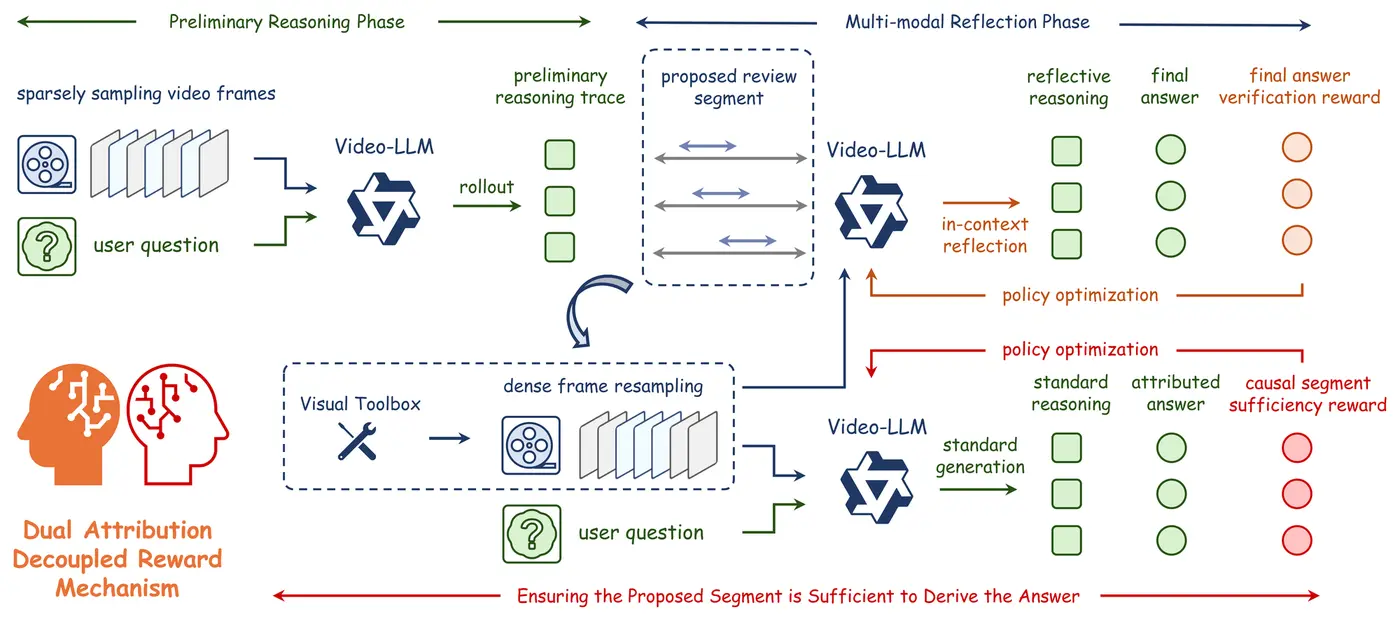 Preliminary Reasoning Phase
Multi-modal Reflection Phase
sparsely sampling video frames
user question
Video-LLM
rollout
preliminary
reasoning trace
proposed review
segment
Video-LLM
in-context
reflection
reflective
reasoning
final
answer
final answer
verification reward
policy optimization
Visual Toolbox
dense frame resampling
user question
Video-LLM
standard
generation
policy optimization
standard
reasoning
attributed
answer
causal segment
sufficiency reward
Dual Attribution
Decoupled Reward
Mechanism
Ensuring the Proposed Segment is Sufficient to Derive the Answer